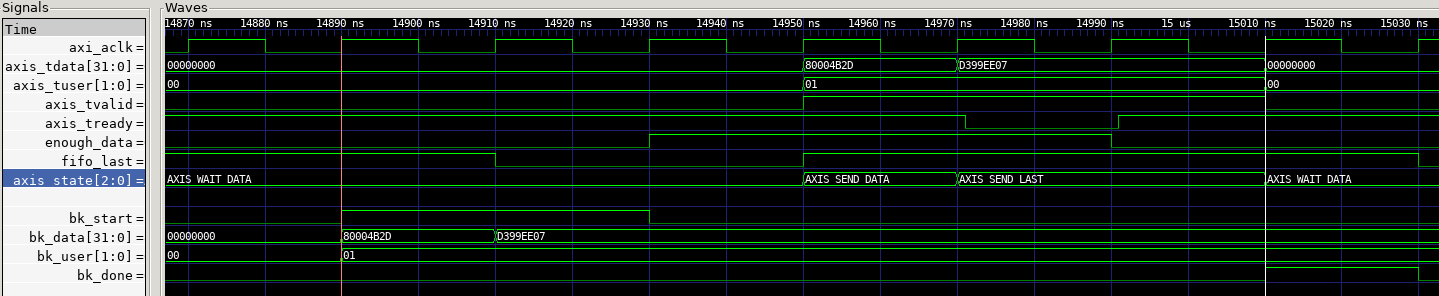 Signals Waves
Time 14870 ns 14880 ns 14890 ns 14900 ns 14910 ns 14920 ns 14930 ns 14940 ns 14950 ns 14960 ns 14970 ns 14980 ns 14990 ns 15 us 15010 ns 15020 ns 15030 ns
axi_aclk =
axis_tdata[31:0] = 00000000 80004B2D D399EE07 00000000
axis_tuser[1:0] = 00 01 00
axis_tvalid =
axis_tready =
enough_data =
fifo_last =
axis_state[2:0] = AXIS WAIT DATA AXIS SEND DATA AXIS SEND LAST AXIS WAIT DATA
bk_start =
bk_data[31:0] = 00000000 80004B2D D399EE07
bk_user[1:0] = 00 01
bk_done =